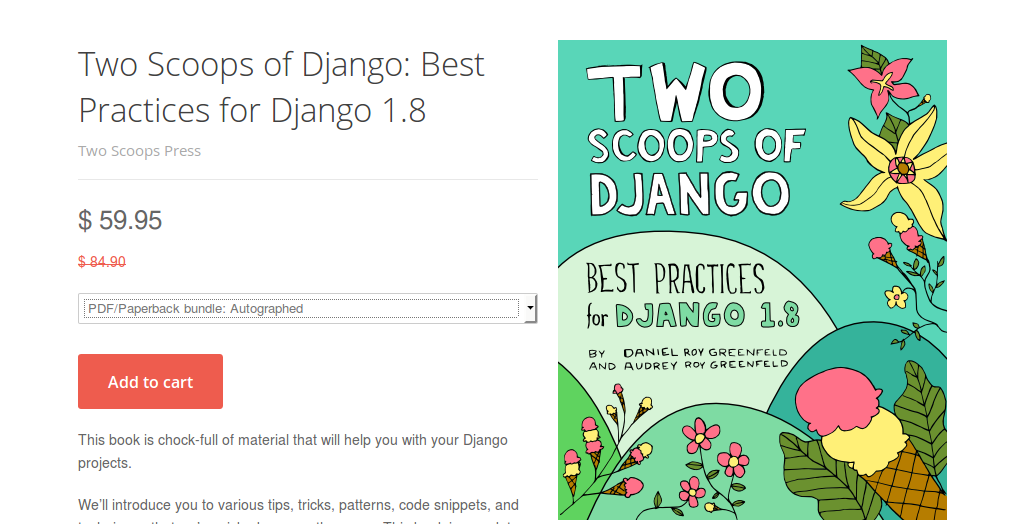 Two Scoops of Django: Best
Practices for Django 1.8
Two Scoops Press
$ 59.95
$ 84.90
PDF/Paperback bundle: Autographed
Add to cart
This book is chock-full of material that will help you with your Django
projects.
We'll introduce you to various tips, tricks, patterns, code snippets, and
TWO
SCOOPS OF
DJANGO
BEST PRACTICES
for DJANGO 1.8
BY DANIEL ROY GREENFELD
AND AUDREY ROY GREENFELD